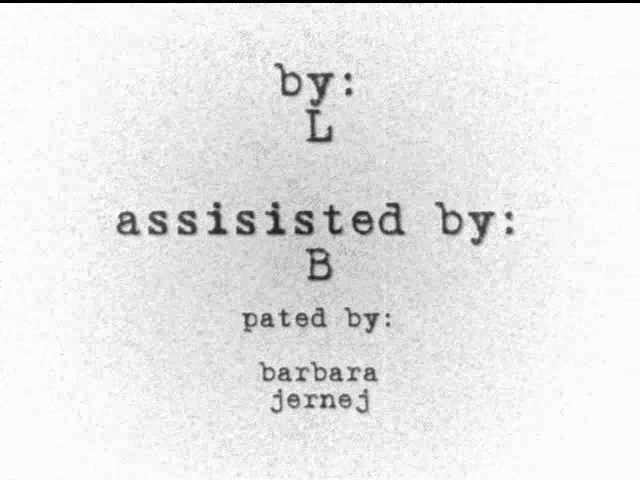 by:
L
assisisted by:
B
pated by:
barbara
jernej